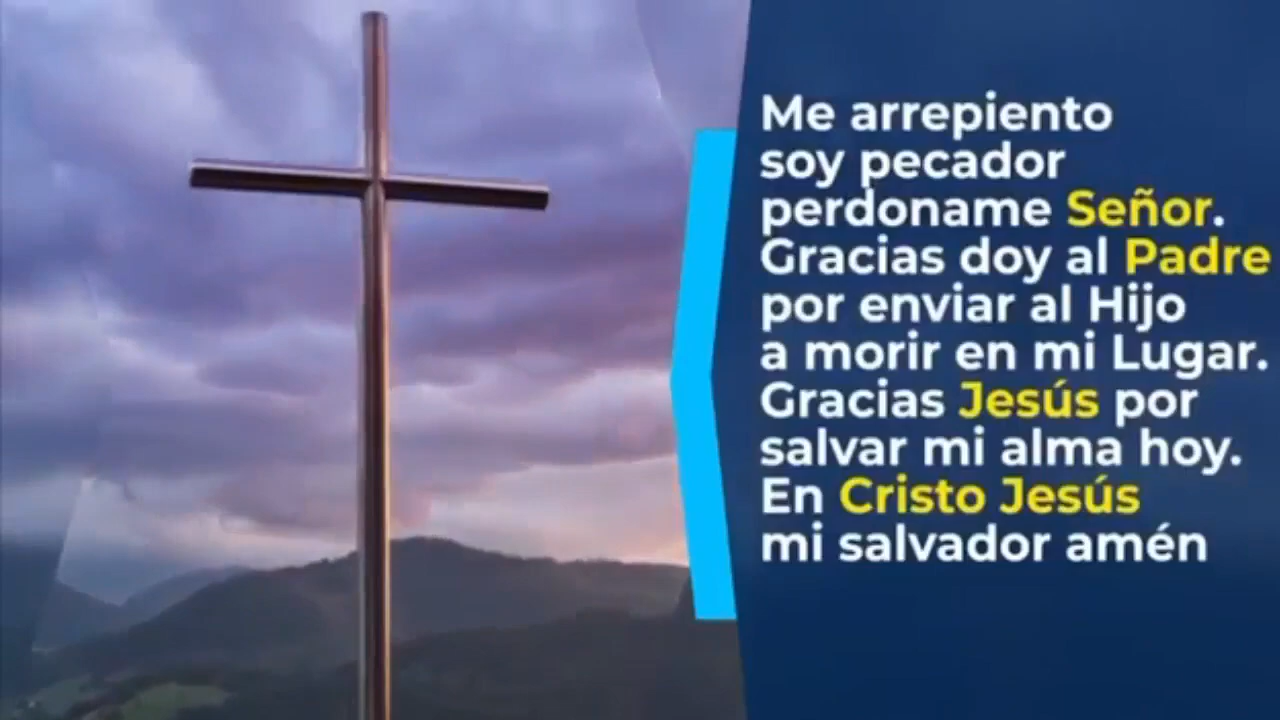 Me arrepiento
soy pecador
perdoname Señor.
Gracias doy al Padre
por enviar al Hijo
a morir en mi Lugar.
Gracias Jesús por
salvar mi alma hoy.
En Cristo Jesús
mi salvador amén